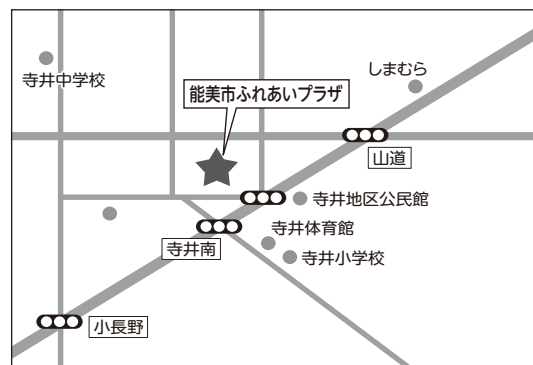 寺井中学校
しまむら
能美市ふれあいプラザ
山道
寺井地区公民館
寺井体育館
寺井南
寺井小学校
小長野